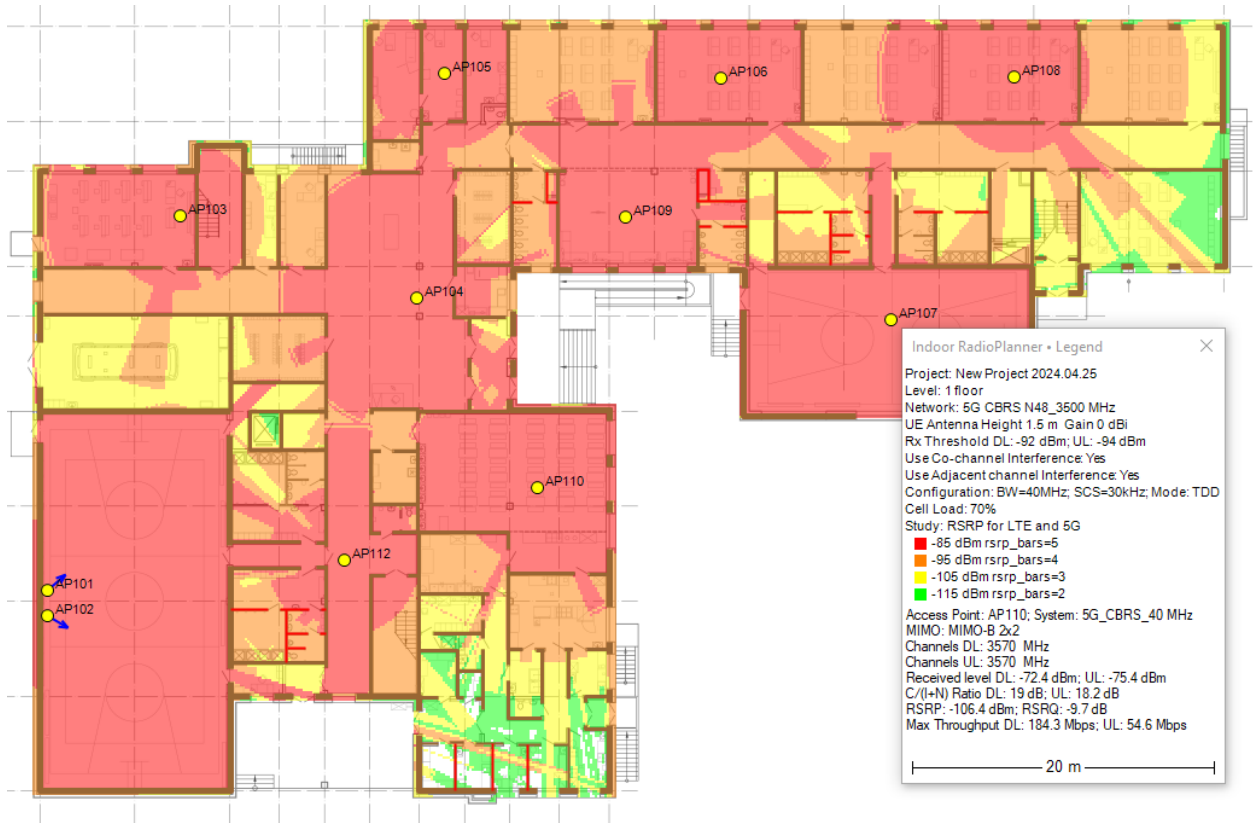 AP105
AP106
AP108
AP103
AP109
AP104
AP107
AP110
AP112
AP101
AP102
Indoor RadioPlanner • Legend
Project: New Project 2024.04.25
Level: 1 floor
Network: 5G CBRS N48_3500 MHz
UE Antenna Height 1.5 m Gain 0 dBi
Rx Threshold DL: -92 dBm; UL: -94 dBm
Use Co-channel Interference: Yes
Use Adjacent channel Interference: Yes
Configuration: BW=40MHz; SCS=30kHz; Mode: TDD
Cell Load: 70%
Study: RSRP for LTE and 5G
-85 dBm rsrp_bars=5
-95 dBm rsrp_bars=4
-105 dBm rsrp_bars=3
-115 dBm rsrp_bars=2
Access Point: AP110; System: 5G_CBRS_40 MHz
MIMO: MIMO-B 2x2
Channels DL: 3570 MHz
Channels UL: 3570 MHz
Received level DL: -72.4 dBm; UL: -75.4 dBm
C/(I+N) Ratio DL: 19 dB; UL: 18.2 dB
RSRP: -106.4 dBm; RSRQ: -9.7 dB
Max Throughput DL: 184.3 Mbps; UL: 54.6 Mbps
20 m